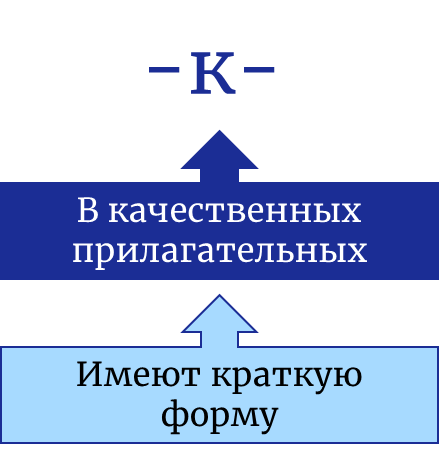 -к-
В качественных
прилагательных
Имеют краткую
форму